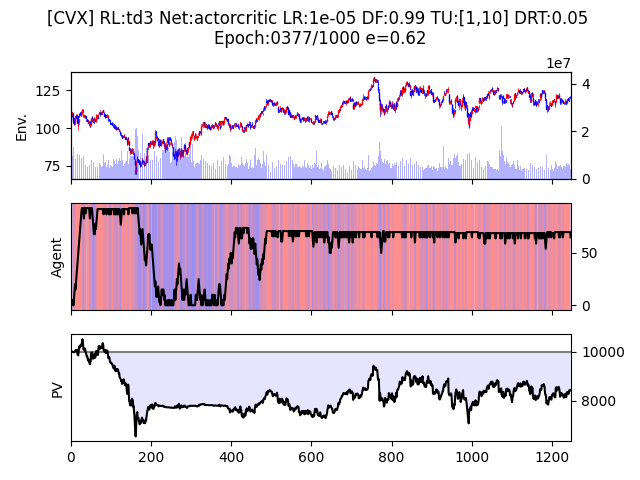 [CVX] RL:td3 Net:actorcritic LR:1e-05 DF:0.99 TU:[1,10] DRT:0.05
Epoch:0377/1000 e=0.62
1e7
125
100
75
Env.
4
2
0
Agent
50
0
PV
10000
8000
0 200 400 600 800 1000 1200